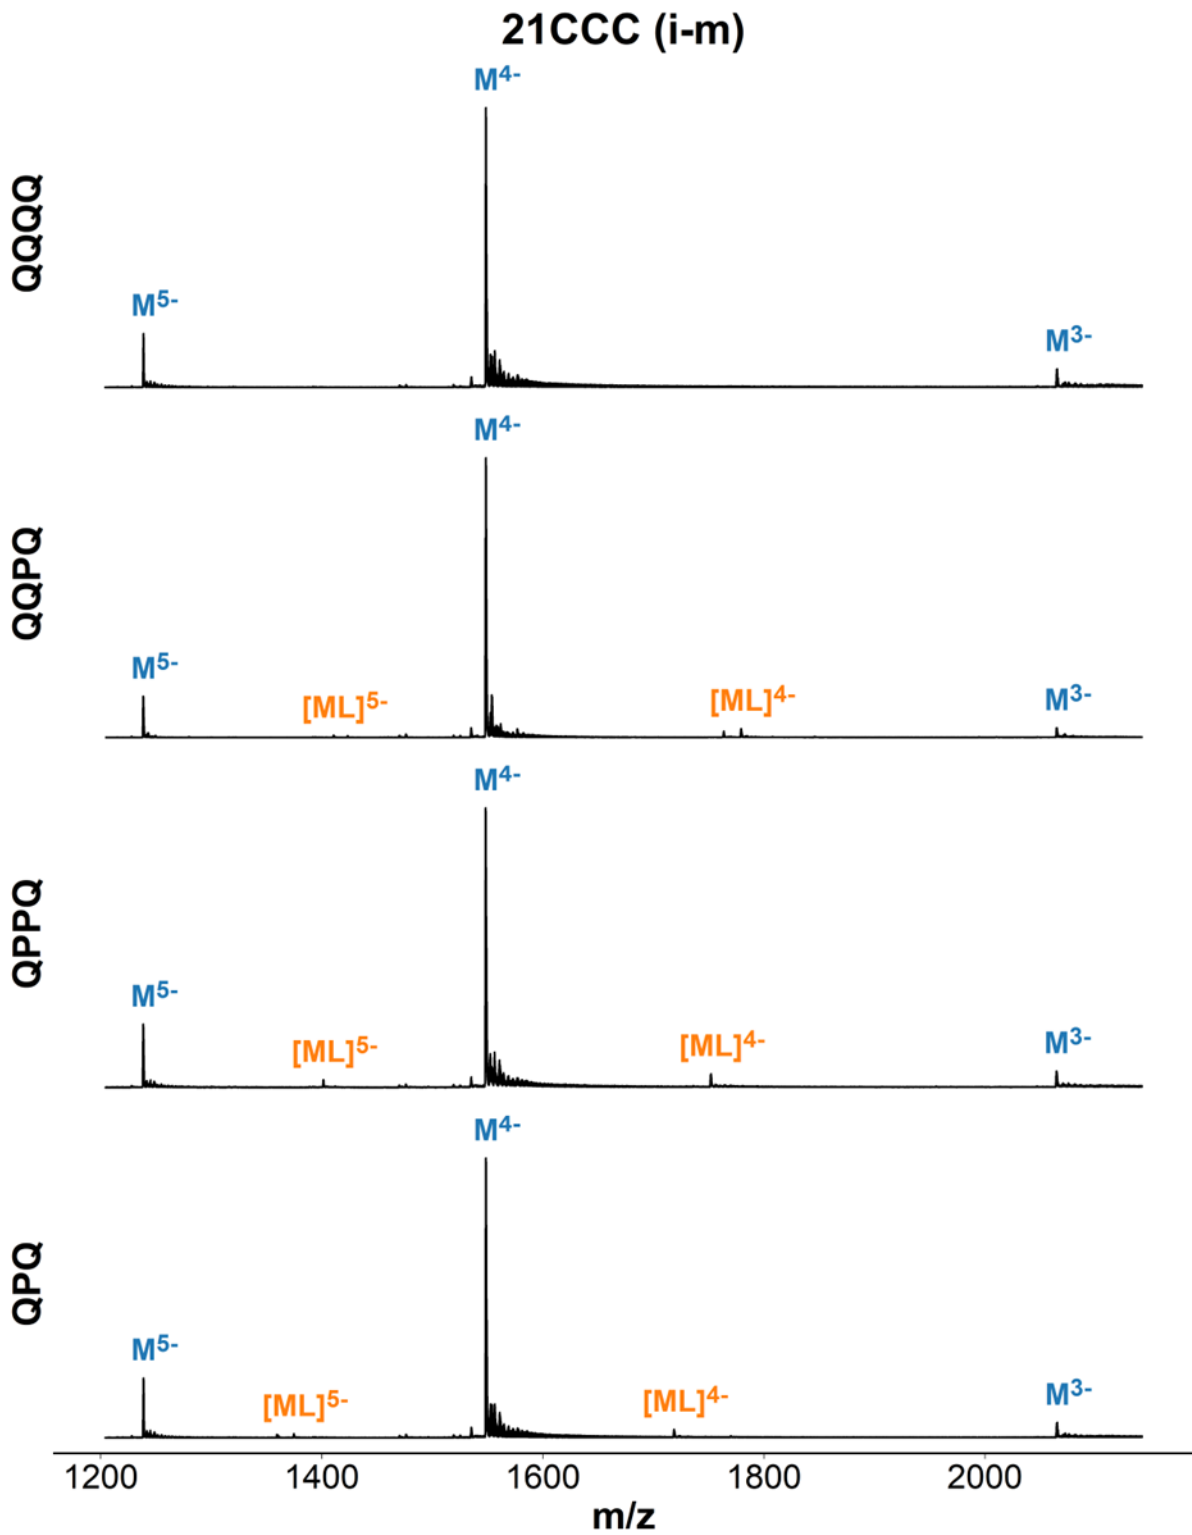 21CCC (i-m)
QQQQ
M5-
M4-
M3-
QQPQ
M5-
[ML]5-
M4-
[ML]4-
M3-
QPPQ
M5-
[ML]5-
M4-
[ML]4-
M3-
QPQ
M5-
[ML]5-
M4-
[ML]4-
M3-
1200 1400 1600 1800 2000
m/z